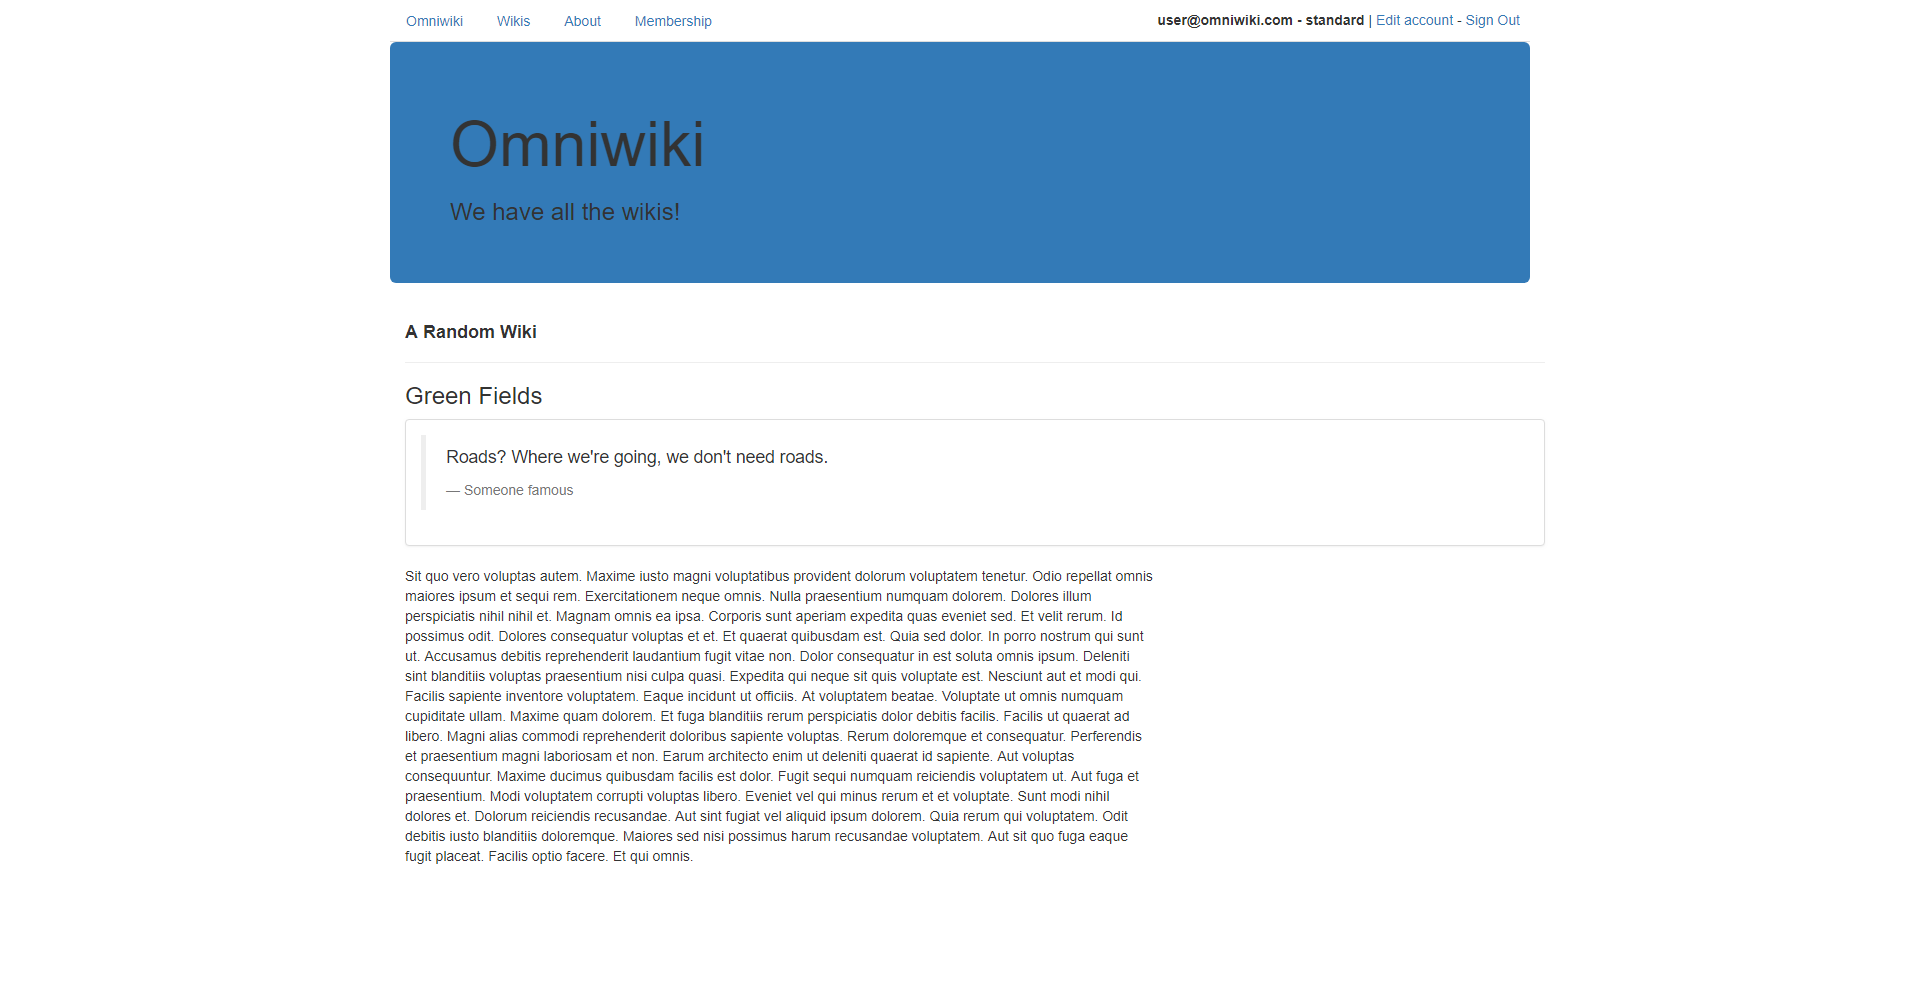 Omniwiki Wikis About Membership user@omniwiki.com - standard | Edit account - Sign Out
Omniwiki
We have all the wikis!
A Random Wiki
Green Fields
Roads? Where we're going, we don't need roads.
— Someone famous
Sit quo vero voluptas autem. Maxime iusto magni voluptatibus provident dolorum voluptatem tenetur. Odio repellat omnis
maiores ipsum et sequi rem. Exercitationem neque omnis. Nulla praesentium numquam dolorem. Dolores illum
perspiciatis nihil nihil et. Magnam omnis ea ipsa. Corporis sunt aperiam expedita quas eveniet sed. Et velit rerum. Id
possimus odit. Dolores consequatur voluptas et et. Et quaerat quibusdam est. Quia sed dolor. In porro nostrum qui sunt
ut. Accusamus debitis reprehenderit laudantium fugit vitae non. Dolor consequatur in est soluta omnis ipsum. Deleniti
sint blanditiis voluptas praesentium nisi culpa quasi. Expedita qui neque sit quis voluptate est. Nesciunt aut et modi qui.
Facilis sapiente inventore voluptatem. Eaque incidunt ut officiis. At voluptatem beatae. Voluptate ut omnis numquam
cupiditate ullam. Maxime quam dolorem. Et fuga blanditiis rerum perspiciatis dolor debitis facilis. Facilis ut quaerat ad
libero. Magni alias commodi reprehenderit doloribus sapiente voluptas. Rerum doloremque et consequatur. Perferendis
et praesentium magni laboriosam et non. Earum architecto enim ut deleniti quaerat id sapiente. Aut voluptas
consequuntur. Maxime ducimus quibusdam facilis est dolor. Fugit sequi numquam reiciendis voluptatem ut. Aut fuga et
praesentium. Modi voluptatem corrupti voluptas libero. Eveniet vel qui minus rerum et et voluptate. Sunt modi nihil
dolores et. Dolorum reiciendis recusandae. Aut sint fugiat vel aliquid ipsum dolorem. Quia rerum qui voluptatem. Odit
debitis iusto blanditiis doloremque. Maiores sed nisi possimus harum recusandae voluptatem. Aut sit quo fuga eaque
fugit placeat. Facilis optio facere. Et qui omnis.